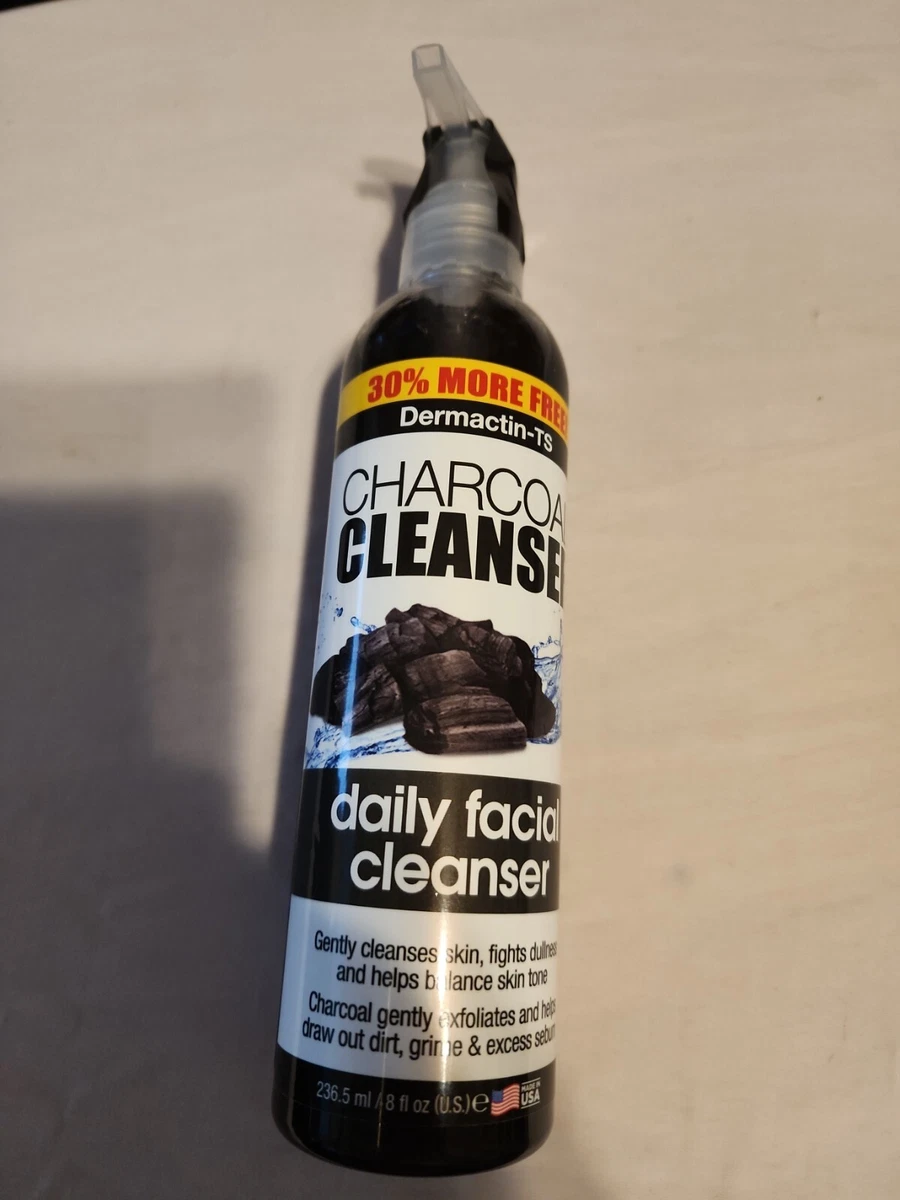 30% MORE FREE
Dermactin-TS
CHARCOA
CLEANSE
daily facial
cleanser
Gently cleanses skin, fights dullness
and helps balance skin tone
Charcoal gently exfoliates and helps
draw out dirt, grime & excess sebum
236.5 ml / 8 fl oz (U.S.) e MADE IN
USA